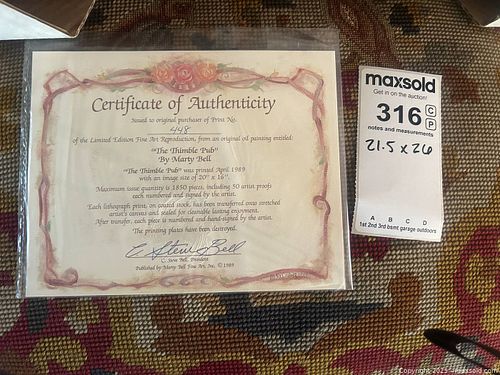 Certificate of Authenticity
Issued to original purchaser of Print No.
448
of the Limited Edition Fine Art Reproduction, from an original oil painting entitled:
"The Thimble Pub"
By Marty Bell
"The Thimble Pub" was printed April 1989
with an image size of 20" x 16".
Maximum issue quantity is 1850 pieces, including 50 artist proofs
each numbered and signed by the artist.
Each lithograph print, on coated stock, has been transferred onto stretched
artist's canvas and sealed for cleanable lasting enjoyment.
After transfer, each piece is numbered and hand-signed by the artist.
The printing plates have been destroyed.
C. Steve Bell, President
Published by Marty Bell Fine Art, Inc. © 1989
maxsold
Get in on the auction!
316 C
P
notes and measurements
21.5 x 26
A B C D
1st 2nd 3rd bsmt garage outdoors
Copyright 2025 - Maxsold.com